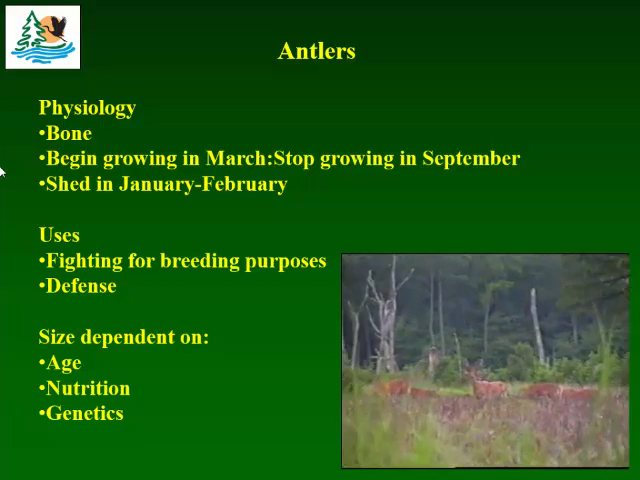 Antlers
Physiology
•Bone
•Begin growing in March:Stop growing in September
•Shed in January-February
Uses
•Fighting for breeding purposes
•Defense
Size dependent on:
•Age
•Nutrition
•Genetics